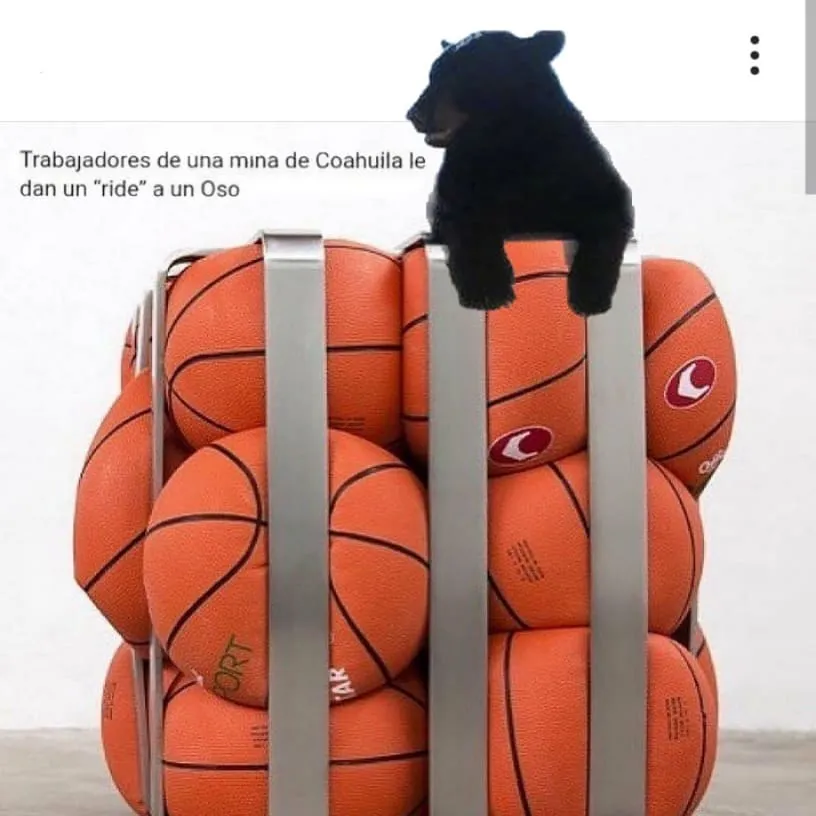 Trabajadores de una mina de Coahuila le
dan un “ride” a un Oso
ORT
AR